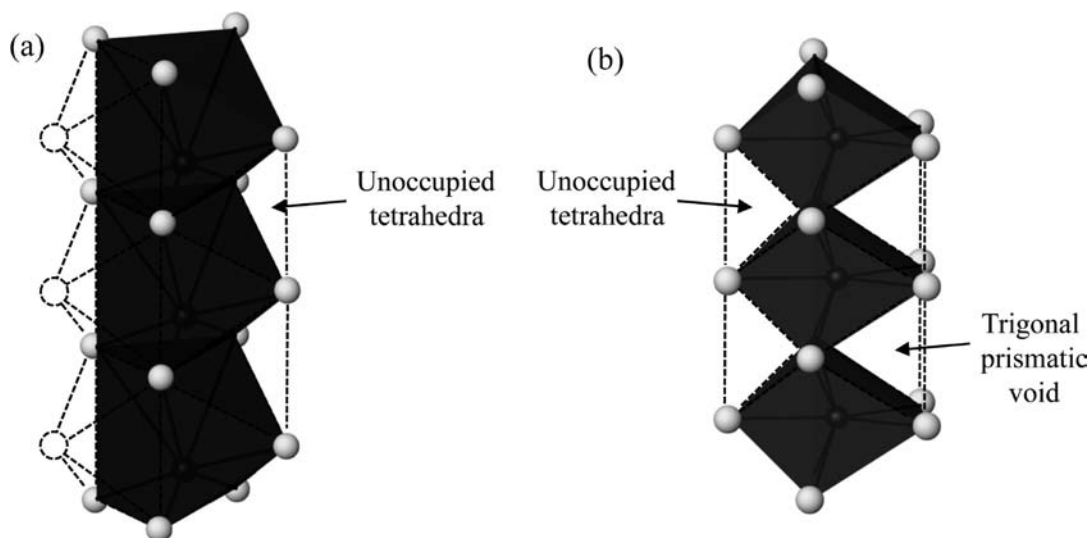 (a)
Unoccupied
tetrahedra
(b)
Unoccupied
tetrahedra
Trigonal
prismatic
void